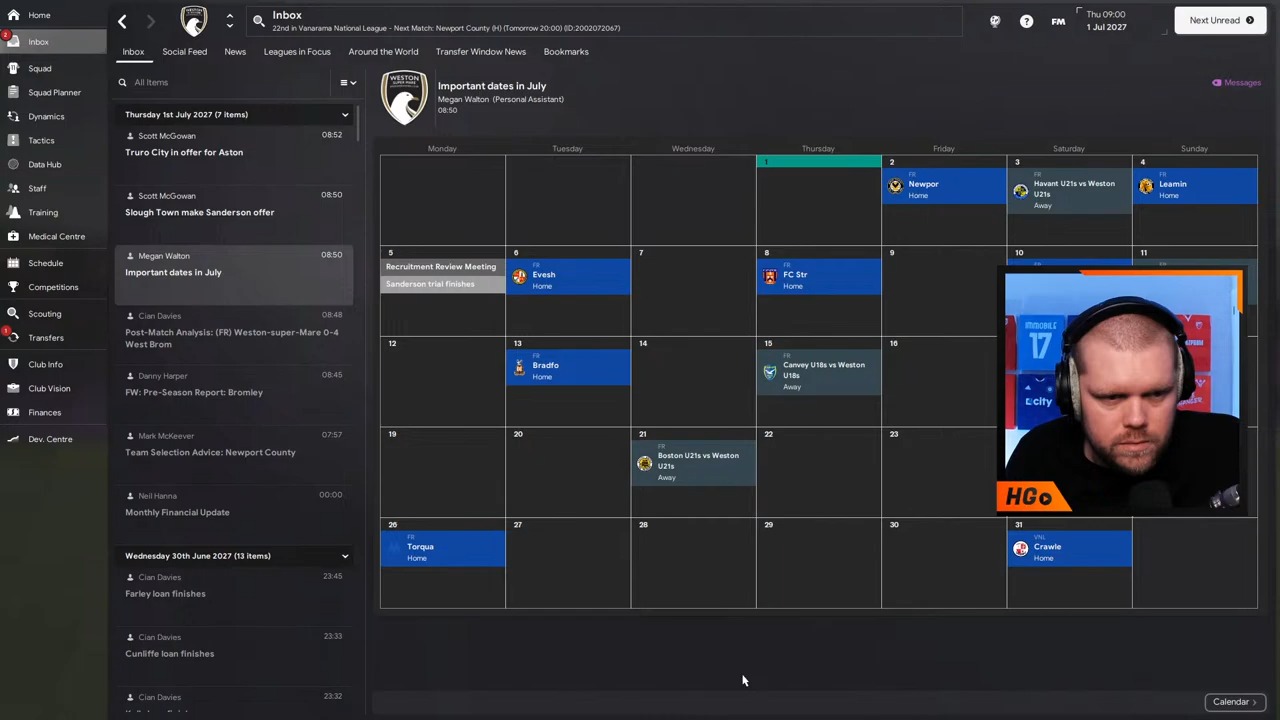 Home
Inbox
22nd in Vanarama National League - Next Match: Newport County (H) (Tomorrow 20:00) (ID:2002072067)
FM
Thu 09:00
1 Jul 2027
Next Unread
2
Inbox
Squad
Squad Planner
Dynamics
Tactics
Data Hub
Staff
Training
Medical Centre
Schedule
Competitions
Scouting
1
Transfers
Club Info
Club Vision
Finances
Dev. Centre
Inbox
Social Feed
News
Leagues in Focus
Around the World
Transfer Window News
Bookmarks
All Items
Thursday 1st July 2027 (7 items)
Scott McGowan
08:52
Truro City in offer for Aston
Scott McGowan
08:50
Slough Town make Sanderson offer
Megan Walton
08:50
Important dates in July
Cian Davies
08:48
Post-Match Analysis: (FR) Weston-super-Mare 0-4
West Brom
Danny Harper
08:45
FW: Pre-Season Report: Bromley
Mark McKeever
07:57
Team Selection Advice: Newport County
Neil Hanna
00:00
Monthly Financial Update
Wednesday 30th June 2027 (13 items)
Cian Davies
23:45
Farley loan finishes
Cian Davies
23:33
Cunliffe loan finishes
Cian Davies
23:32
WESTON
SUPER MARE
Important dates in July
Megan Walton (Personal Assistant)
08:50
Messages
Monday
Tuesday
Wednesday
Thursday
Friday
Saturday
Sunday
1
2
FR
Newpor
Home
3
FR
Havant U21s vs Weston
U21s
Away
4
FR
Leamin
Home
5
Recruitment Review Meeting
Sanderson trial finishes
6
FR
Evesh
Home
7
8
FR
FC Str
Home
9
10
FR
11
FR
12
13
FR
Bradfo
Home
14
15
FR
Canvey U18s vs Weston
U18s
Away
16
19
20
21
FR
Boston U21s vs Weston
U21s
Away
22
23
26
FR
Torqua
Home
27
28
29
30
31
VNL
Crawle
Home
IMMOBILE
17
city
HGO
Calendar